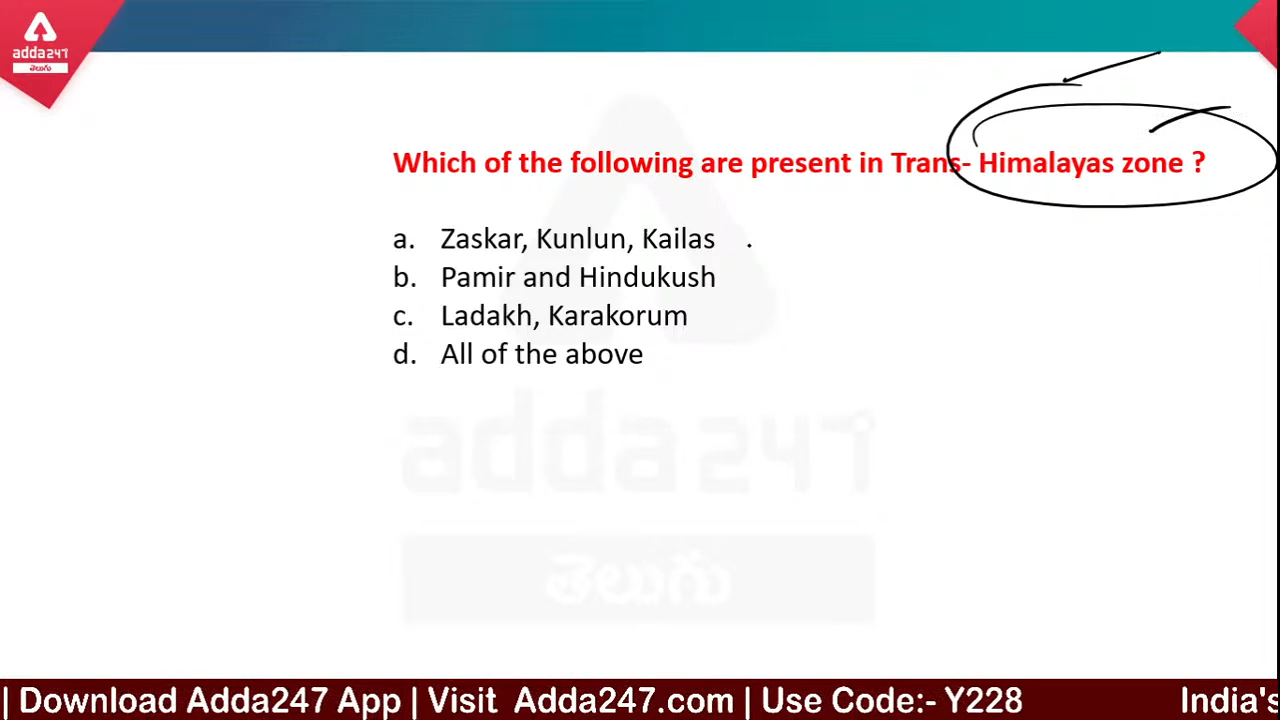 adda247
తెలుగు
Which of the following are present in Trans- Himalayas zone ?
a. Zaskar, Kunlun, Kailas
b. Pamir and Hindukush
c. Ladakh, Karakorum
d. All of the above
adda247
తెలుగు
| Download Adda247 App | Visit Adda247.com | Use Code:- Y228 India's